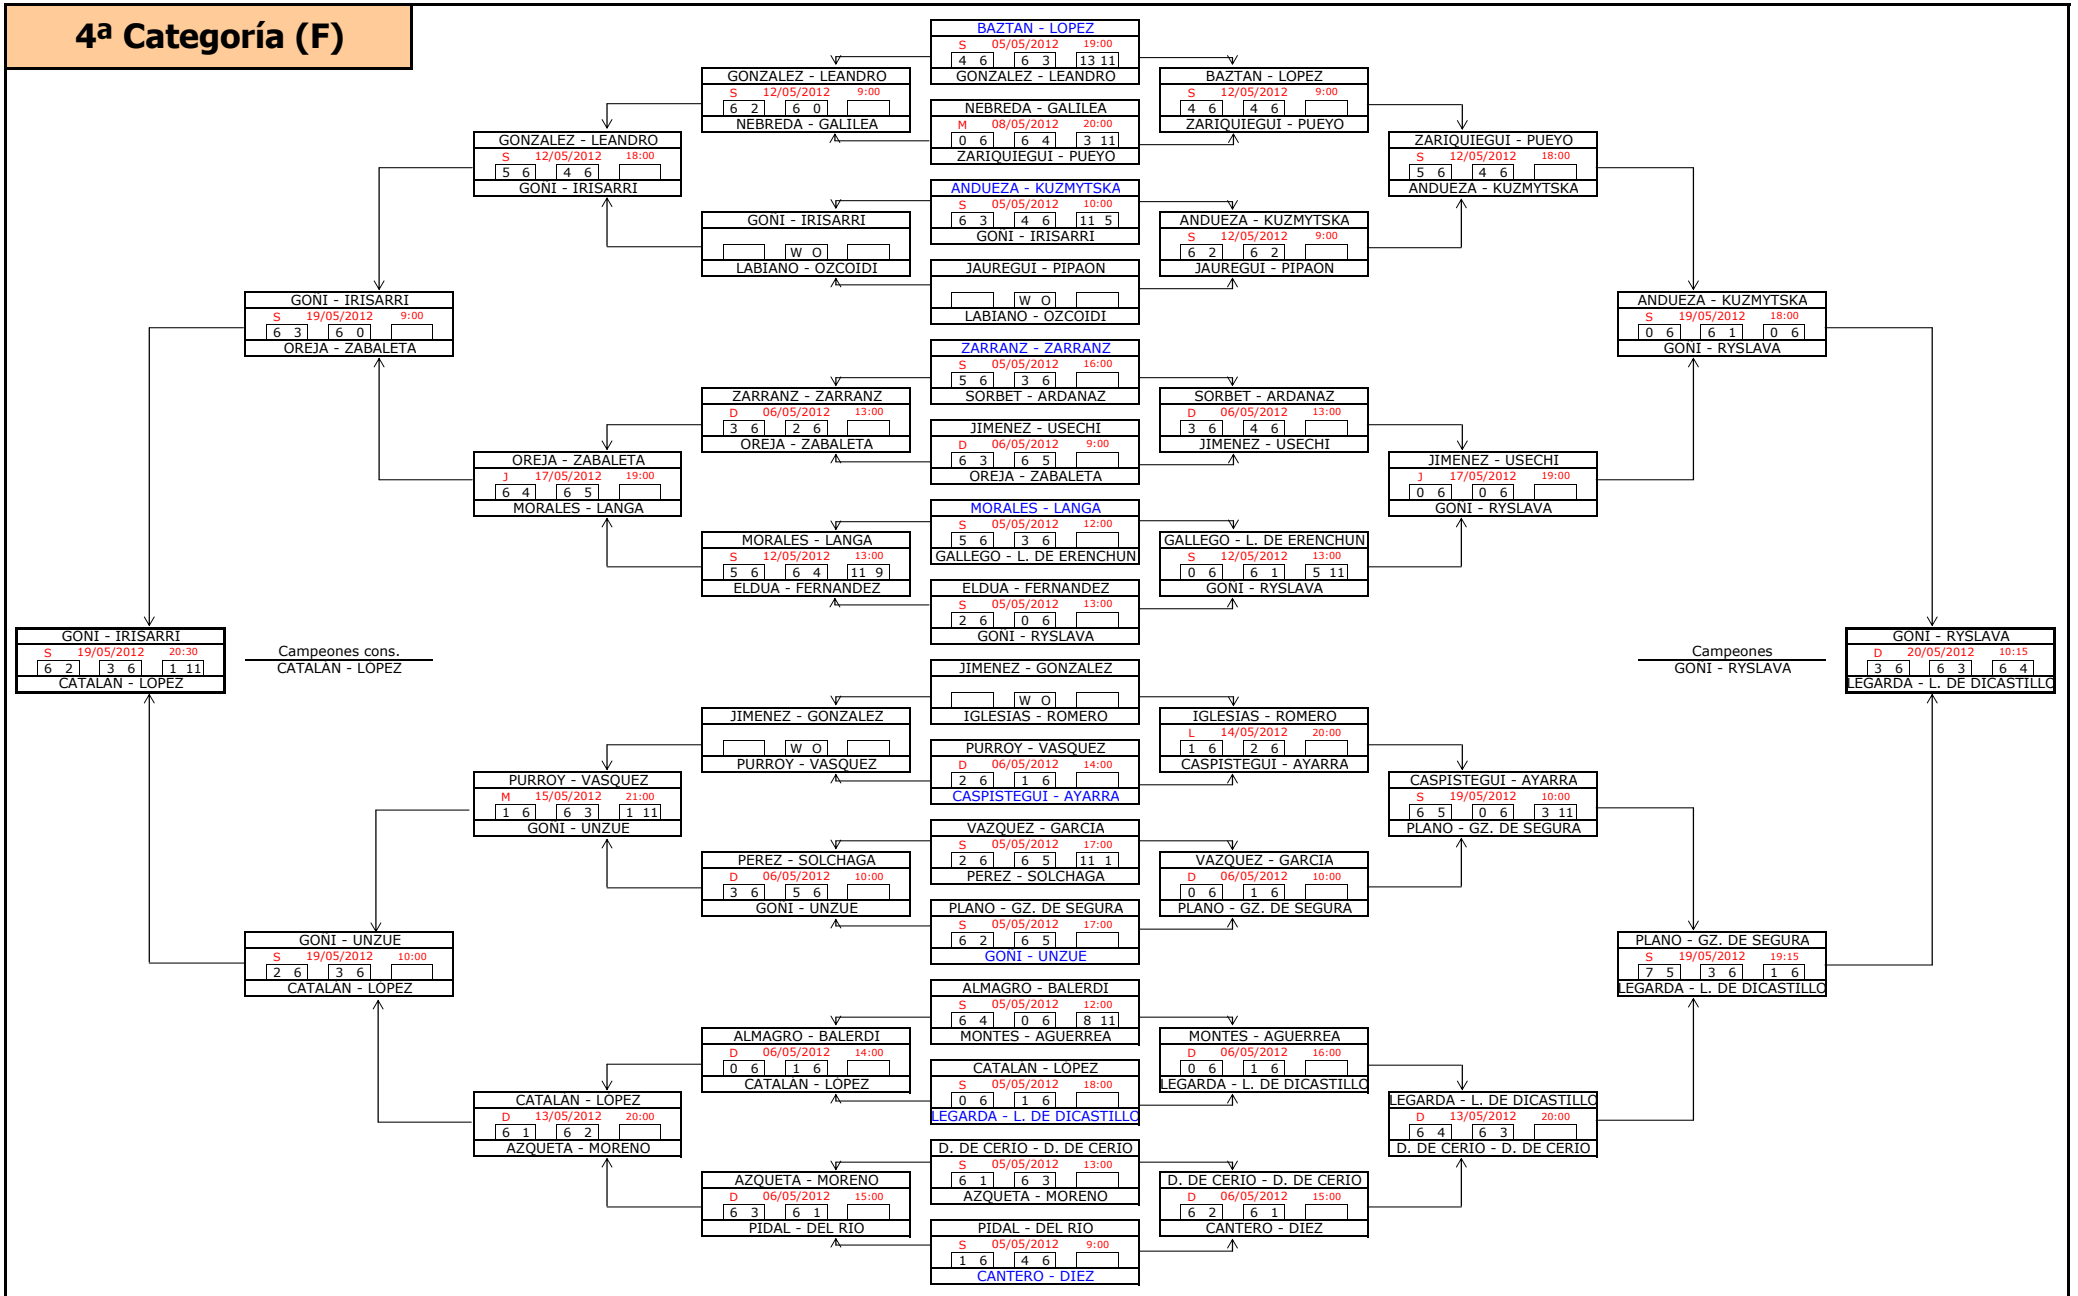 4ª Categoría (F)
BAZTAN - LOPEZ
S 05/05/2012 19:00
4 6 6 3 13 11
GONZALEZ - LEANDRO
NEBREDA - GALILEA
M 08/05/2012 20:00
0 6 6 4 3 11
ZARIQUIEGUI - PUEYO
ANDUEZA - KUZMYTSKA
S 05/05/2012 10:00
6 3 4 6 11 5
GOÑI - IRISARRI
JAUREGUI - PIPAON
W O
LABIANO - OZCOIDI
ZARRANZ - ZARRANZ
S 05/05/2012 16:00
5 6 3 6
SORBET - ARDANAZ
JIMENEZ - USECHI
D 06/05/2012 9:00
6 3 6 5
OREJA - ZABALETA
MORALES - LANGA
S 05/05/2012 12:00
5 6 3 6
GALLEGO - L. DE ERENCHUN
ELDUA - FERNANDEZ
S 05/05/2012 13:00
2 6 0 6
GOÑI - RYSLAVA
JIMENEZ - GONZALEZ
W O
IGLESIAS - ROMERO
PURROY - VASQUEZ
D 06/05/2012 14:00
2 6 1 6
CASPISTEGUI - AYARRA
VAZQUEZ - GARCIA
S 05/05/2012 17:00
2 6 6 5 11 1
PEREZ - SOLCHAGA
PLANO - GZ. DE SEGURA
S 05/05/2012 17:00
6 2 6 5
GOÑI - UNZUE
ALMAGRO - BALERDI
S 05/05/2012 12:00
6 4 0 6 8 11
MONTES - AGUERREA
CATALÁN - LÓPEZ
S 05/05/2012 18:00
0 6 1 6
LEGARDA - L. DE DICASTILLO
D. DE CERIO - D. DE CERIO
S 05/05/2012 13:00
6 1 6 3
AZQUETA - MORENO
PIDAL - DEL RIO
S 05/05/2012 9:00
1 6 4 6
CANTERO - DIEZ
GONZALEZ - LEANDRO
S 12/05/2012 9:00
6 2 6 0
NEBREDA - GALILEA
GOÑI - IRISARRI
W O
LABIANO - OZCOIDI
ZARRANZ - ZARRANZ
D 06/05/2012 13:00
3 6 2 6
OREJA - ZABALETA
MORALES - LANGA
S 12/05/2012 13:00
5 6 6 4 11 9
ELDUA - FERNANDEZ
JIMENEZ - GONZALEZ
W O
PURROY - VASQUEZ
PEREZ - SOLCHAGA
D 06/05/2012 10:00
3 6 5 6
GOÑI - UNZUE
ALMAGRO - BALERDI
D 06/05/2012 14:00
0 6 1 6
CATALÁN - LÓPEZ
AZQUETA - MORENO
D 06/05/2012 15:00
6 3 6 1
PIDAL - DEL RIO
GONZALEZ - LEANDRO
S 12/05/2012 18:00
5 6 4 6
GOÑI - IRISARRI
OREJA - ZABALETA
J 17/05/2012 19:00
6 4 6 5
MORALES - LANGA
PURROY - VASQUEZ
M 15/05/2012 21:00
1 6 6 3 1 11
GOÑI - UNZUE
CATALÁN - LÓPEZ
D 13/05/2012 20:00
6 1 6 2
AZQUETA - MORENO
GOÑI - IRISARRI
S 19/05/2012 9:00
6 3 6 0
OREJA - ZABALETA
GOÑI - UNZUE
S 19/05/2012 10:00
2 6 3 6
CATALÁN - LÓPEZ
GOÑI - IRISARRI
S 19/05/2012 20:30
6 2 3 6 1 11
CATALÁN - LÓPEZ
Campeones cons.
CATALÁN - LÓPEZ
BAZTAN - LOPEZ
S 12/05/2012 9:00
4 6 4 6
ZARIQUIEGUI - PUEYO
ANDUEZA - KUZMYTSKA
S 12/05/2012 9:00
6 2 6 2
JAUREGUI - PIPAON
SORBET - ARDANAZ
D 06/05/2012 13:00
3 6 4 6
JIMENEZ - USECHI
GALLEGO - L. DE ERENCHUN
S 12/05/2012 13:00
0 6 6 1 5 11
GOÑI - RYSLAVA
IGLESIAS - ROMERO
L 14/05/2012 20:00
1 6 2 6
CASPISTEGUI - AYARRA
VAZQUEZ - GARCIA
D 06/05/2012 10:00
0 6 1 6
PLANO - GZ. DE SEGURA
MONTES - AGUERREA
D 06/05/2012 16:00
0 6 1 6
LEGARDA - L. DE DICASTILLO
D. DE CERIO - D. DE CERIO
D 06/05/2012 15:00
6 2 6 1
CANTERO - DIEZ
ZARIQUIEGUI - PUEYO
S 12/05/2012 18:00
5 6 4 6
ANDUEZA - KUZMYTSKA
JIMENEZ - USECHI
J 17/05/2012 19:00
0 6 0 6
GOÑI - RYSLAVA
CASPISTEGUI - AYARRA
S 19/05/2012 10:00
6 5 0 6 3 11
PLANO - GZ. DE SEGURA
LEGARDA - L. DE DICASTILLO
D 13/05/2012 20:00
6 4 6 3
D. DE CERIO - D. DE CERIO
ANDUEZA - KUZMYTSKA
S 19/05/2012 18:00
0 6 6 1 0 6
GOÑI - RYSLAVA
PLANO - GZ. DE SEGURA
S 19/05/2012 19:15
7 5 3 6 1 6
LEGARDA - L. DE DICASTILLO
Campeones
GOÑI - RYSLAVA
GOÑI - RYSLAVA
D 20/05/2012 10:15
3 6 6 3 6 4
LEGARDA - L. DE DICASTILLO